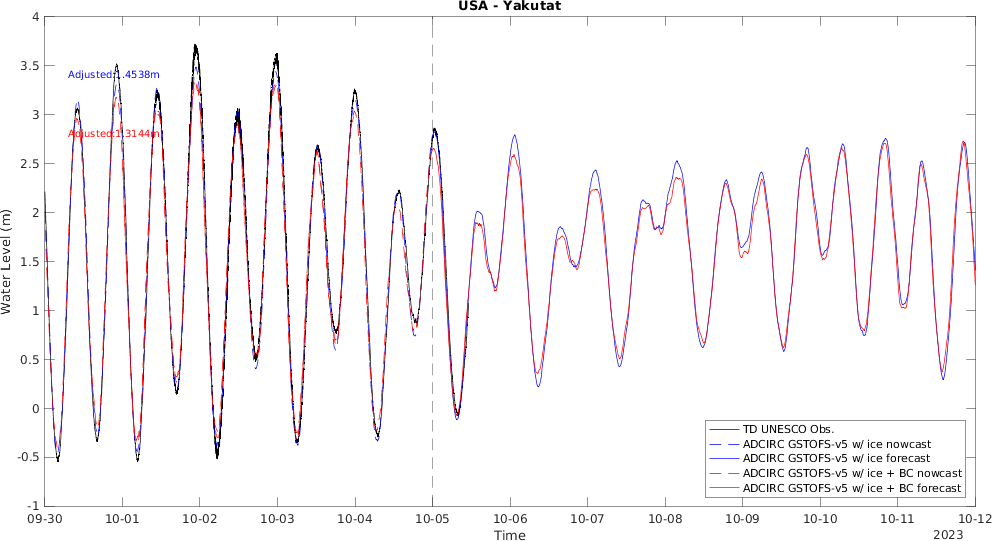 USA - Yakutat
4
3.5
3
2.5
2
1.5
1
0.5
0
-0.5
-1
Water Level (m)
Adjusted:1.4538m
Adjusted:1.3144m
TD UNESCO Obs.
ADCIRC GSTOFS-v5 w/ ice nowcast
ADCIRC GSTOFS-v5 w/ ice forecast
ADCIRC GSTOFS-v5 w/ ice + BC nowcast
ADCIRC GSTOFS-v5 w/ ice + BC forecast
09-30 10-01 10-02 10-03 10-04 10-05 10-06 10-07 10-08 10-09 10-10 10-11 10-12
Time
2023